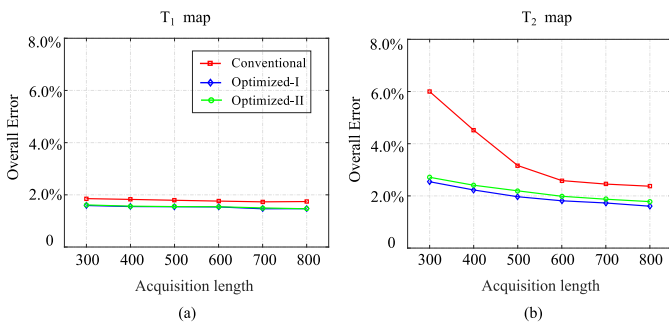 T1 map
8.0%
6.0%
4.0%
2.0%
0
Overall Error
Conventional
Optimized-I
Optimized-II
300 400 500 600 700 800
Acquisition length
(a)
T2 map
8.0%
6.0%
4.0%
2.0%
0
Overall Error
300 400 500 600 700 800
Acquisition length
(b)